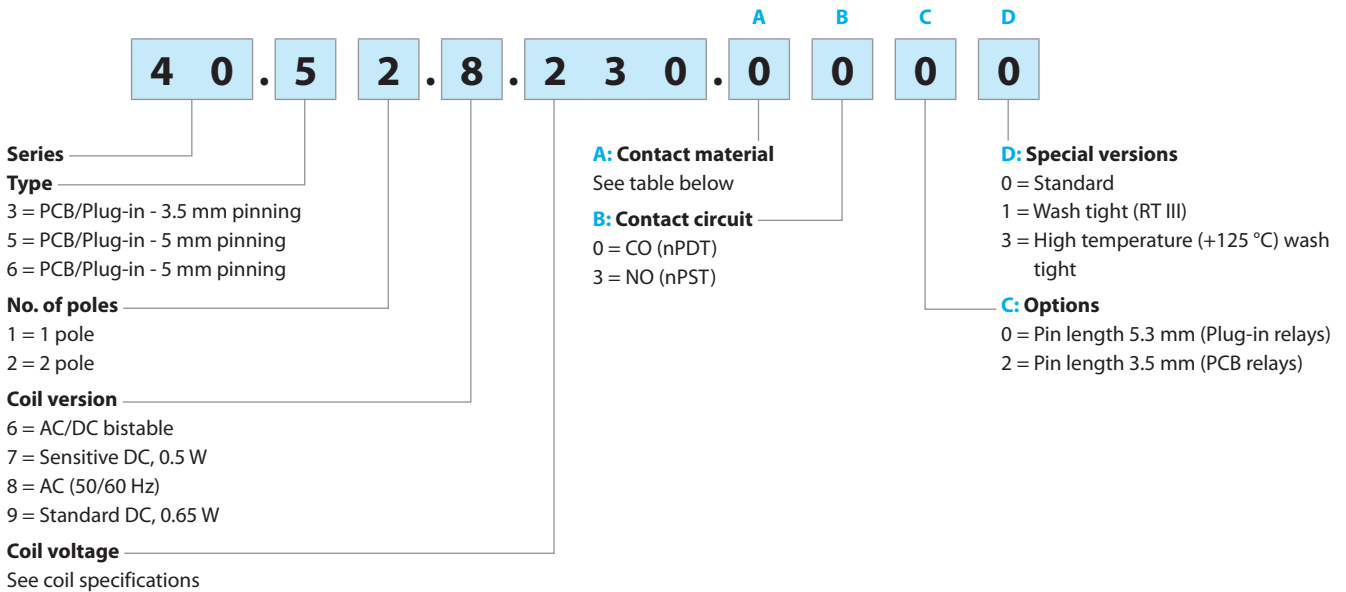 A B C D
4 0 . 5 2 . 8 . 2 3 0 . 0 0 0 0
Series
Type
3 = PCB/Plug-in - 3.5 mm pinning
5 = PCB/Plug-in - 5 mm pinning
6 = PCB/Plug-in - 5 mm pinning
No. of poles
1 = 1 pole
2 = 2 pole
Coil version
6 = AC/DC bistable
7 = Sensitive DC, 0.5 W
8 = AC (50/60 Hz)
9 = Standard DC, 0.65 W
Coil voltage
See coil specifications
A: Contact material
See table below
B: Contact circuit
0 = CO (nPDT)
3 = NO (nPST)
D: Special versions
0 = Standard
1 = Wash tight (RT III)
3 = High temperature (+125 °C) wash
tight
C: Options
0 = Pin length 5.3 mm (Plug-in relays)
2 = Pin length 3.5 mm (PCB relays)